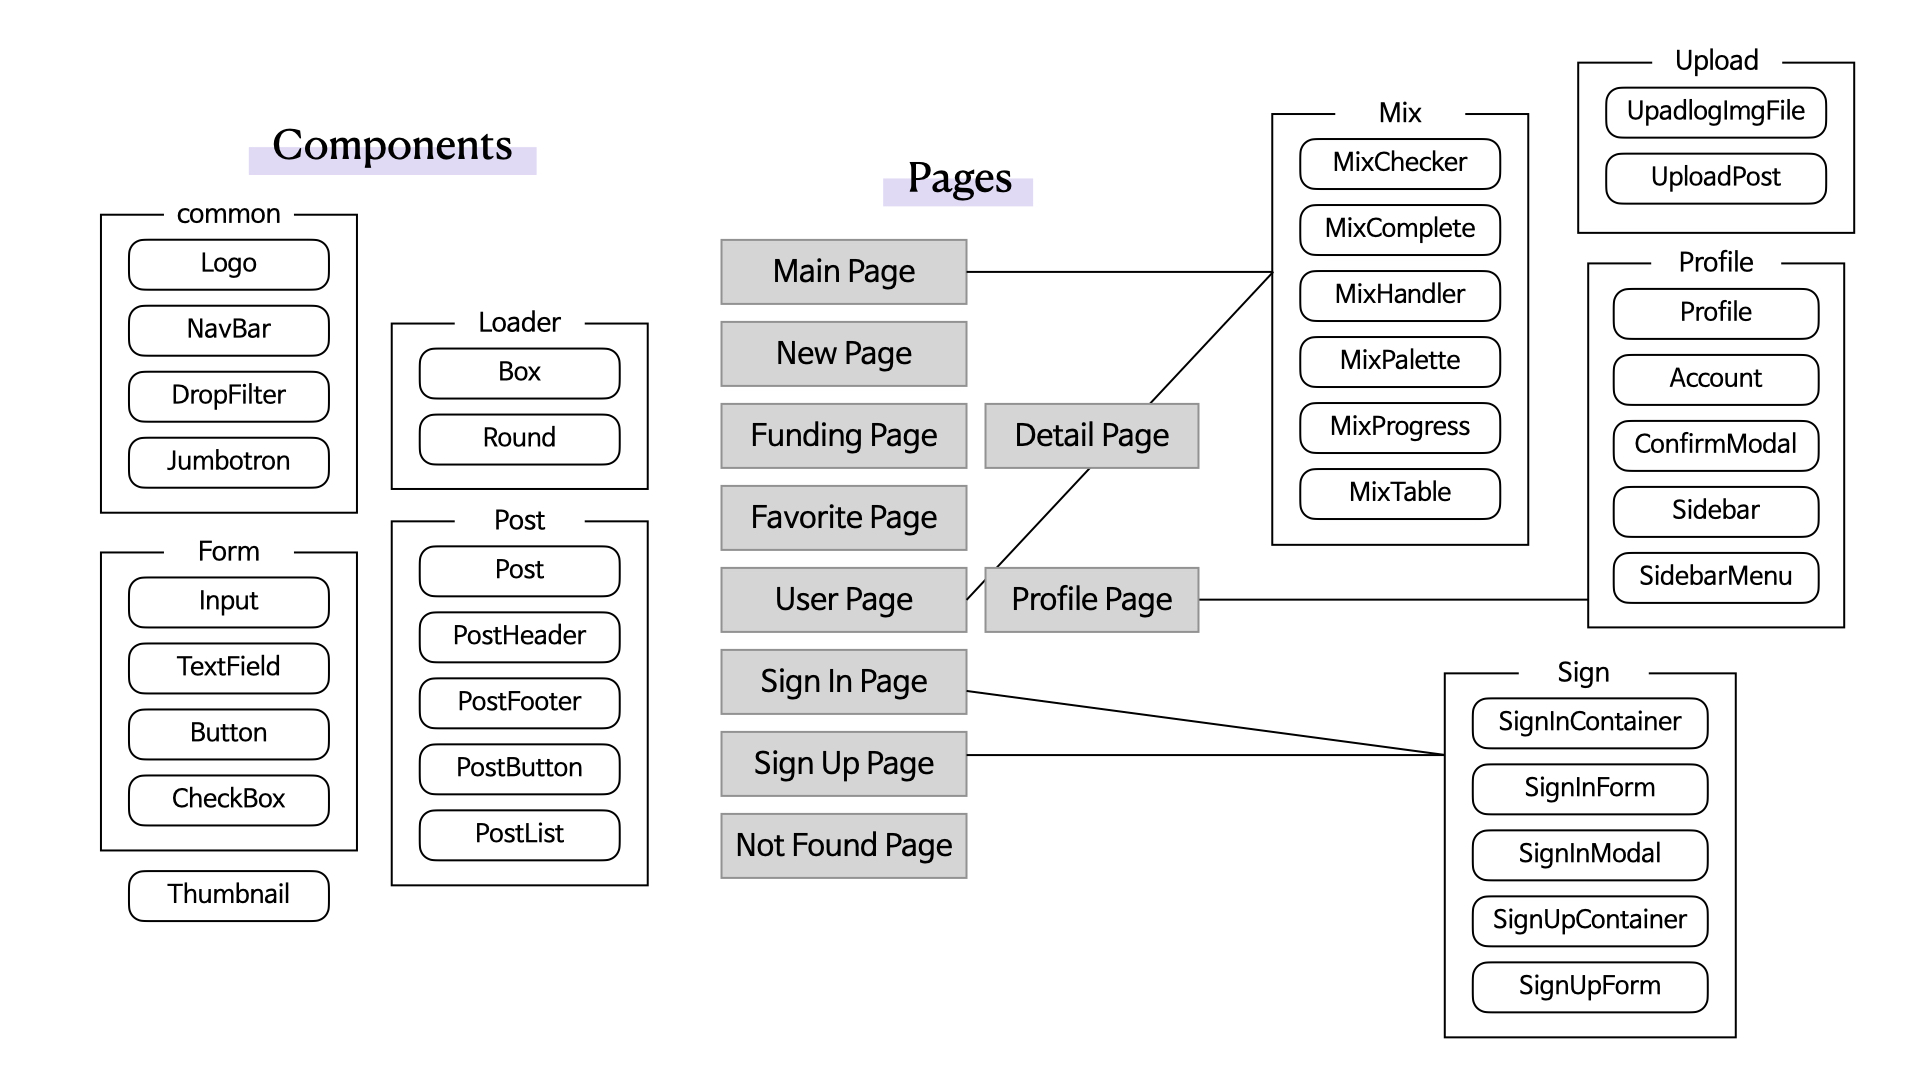 Components
common
Logo
NavBar
DropFilter
Jumbotron
Form
Input
TextField
Button
CheckBox
Thumbnail
Loader
Box
Round
Post
Post
PostHeader
PostFooter
PostButton
PostList
Pages
Main Page
New Page
Funding Page
Detail Page
Favorite Page
User Page
Profile Page
Sign In Page
Sign Up Page
Not Found Page
Mix
MixChecker
MixComplete
MixHandler
MixPalette
MixProgress
MixTable
Upload
UpadlogImgFile
UploadPost
Profile
Profile
Account
ConfirmModal
Sidebar
SidebarMenu
Sign
SignInContainer
SignInForm
SignInModal
SignUpContainer
SignUpForm